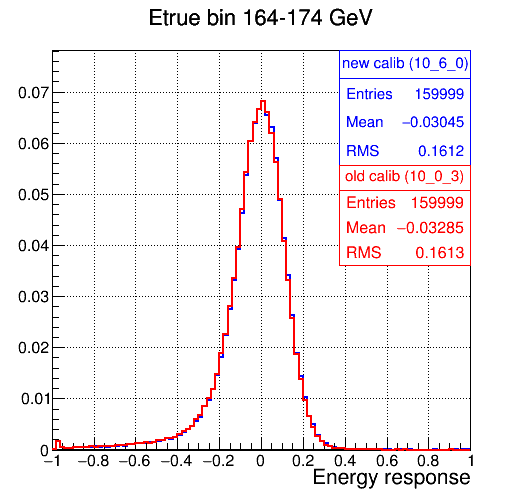 Etrue bin 164-174 GeV
new calib (10_6_0)
Entries 159999
Mean −0.03045
RMS 0.1612
old calib (10_0_3)
Entries 159999
Mean −0.03285
RMS 0.1613
0.07
0.06
0.05
0.04
0.03
0.02
0.01
0
−1 −0.8 −0.6 −0.4 −0.2 0 0.2 0.4 0.6 0.8 1
Energy response